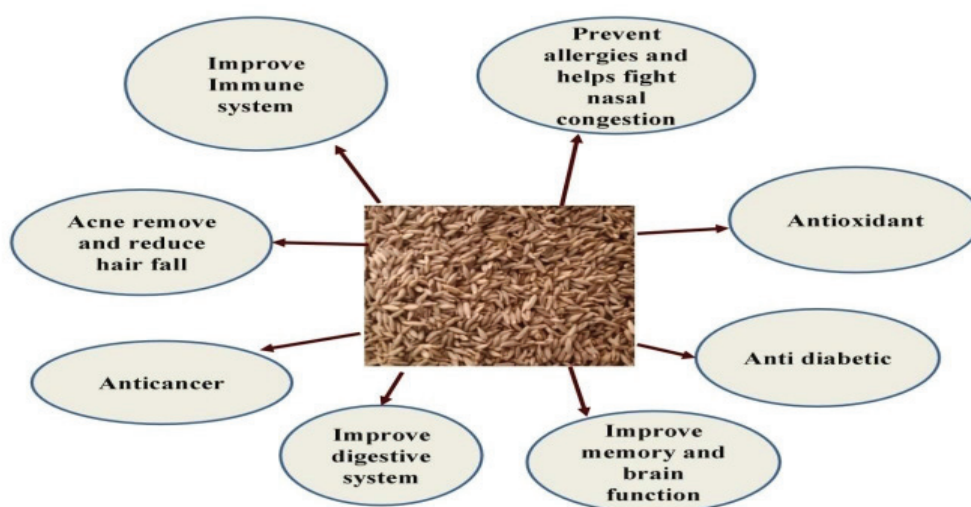 Improve
Immune
system
Prevent
allergies and
helps fight
nasal
congestion
Acne remove
and reduce
hair fall
Antioxidant
Anticancer
Anti diabetic
Improve
digestive
system
Improve
memory and
brain
function